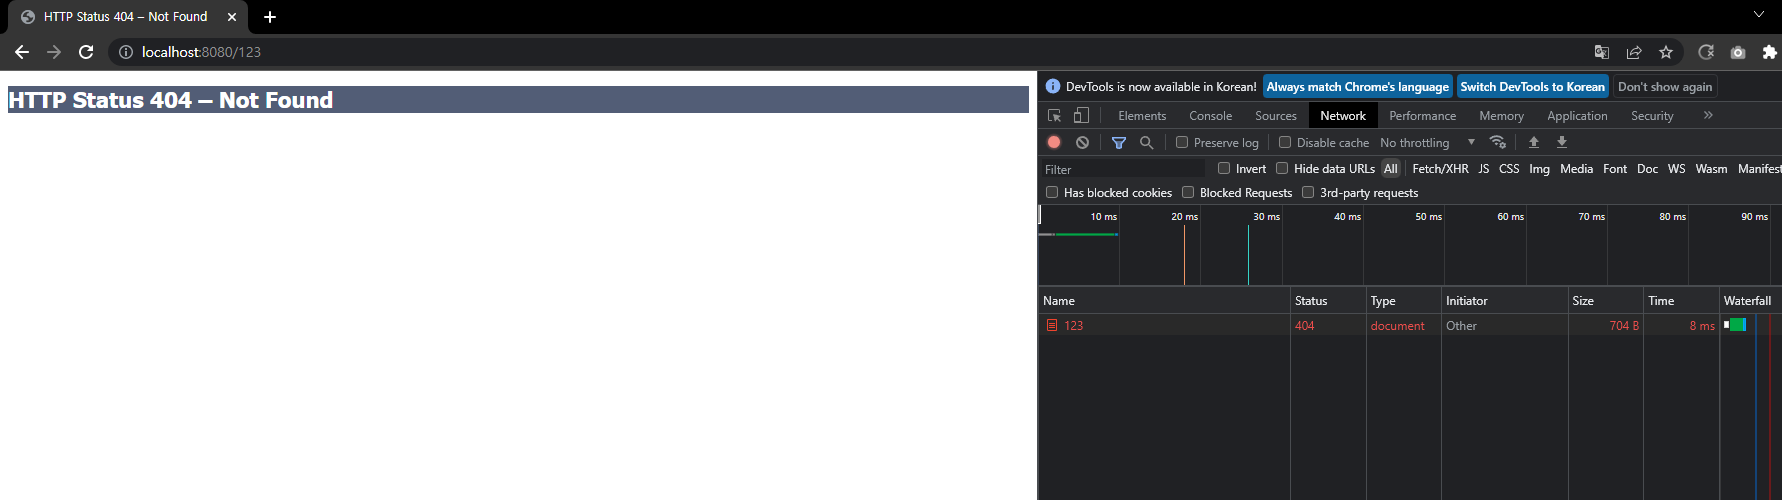 HTTP Status 404 – Not Found
localhost:8080/123
HTTP Status 404 – Not Found
DevTools is now available in Korean! Always match Chrome's language Switch DevTools to Korean Don't show again
Elements Console Sources Network Performance Memory Application Security »
Preserve log Disable cache No throttling
Filter Invert Hide data URLs All Fetch/XHR JS CSS Img Media Font Doc WS Wasm Manifest
Has blocked cookies Blocked Requests 3rd-party requests
10 ms 20 ms 30 ms 40 ms 50 ms 60 ms 70 ms 80 ms 90 ms
Name Status Type Initiator Size Time Waterfall
123 404 document Other 704 B 8 ms